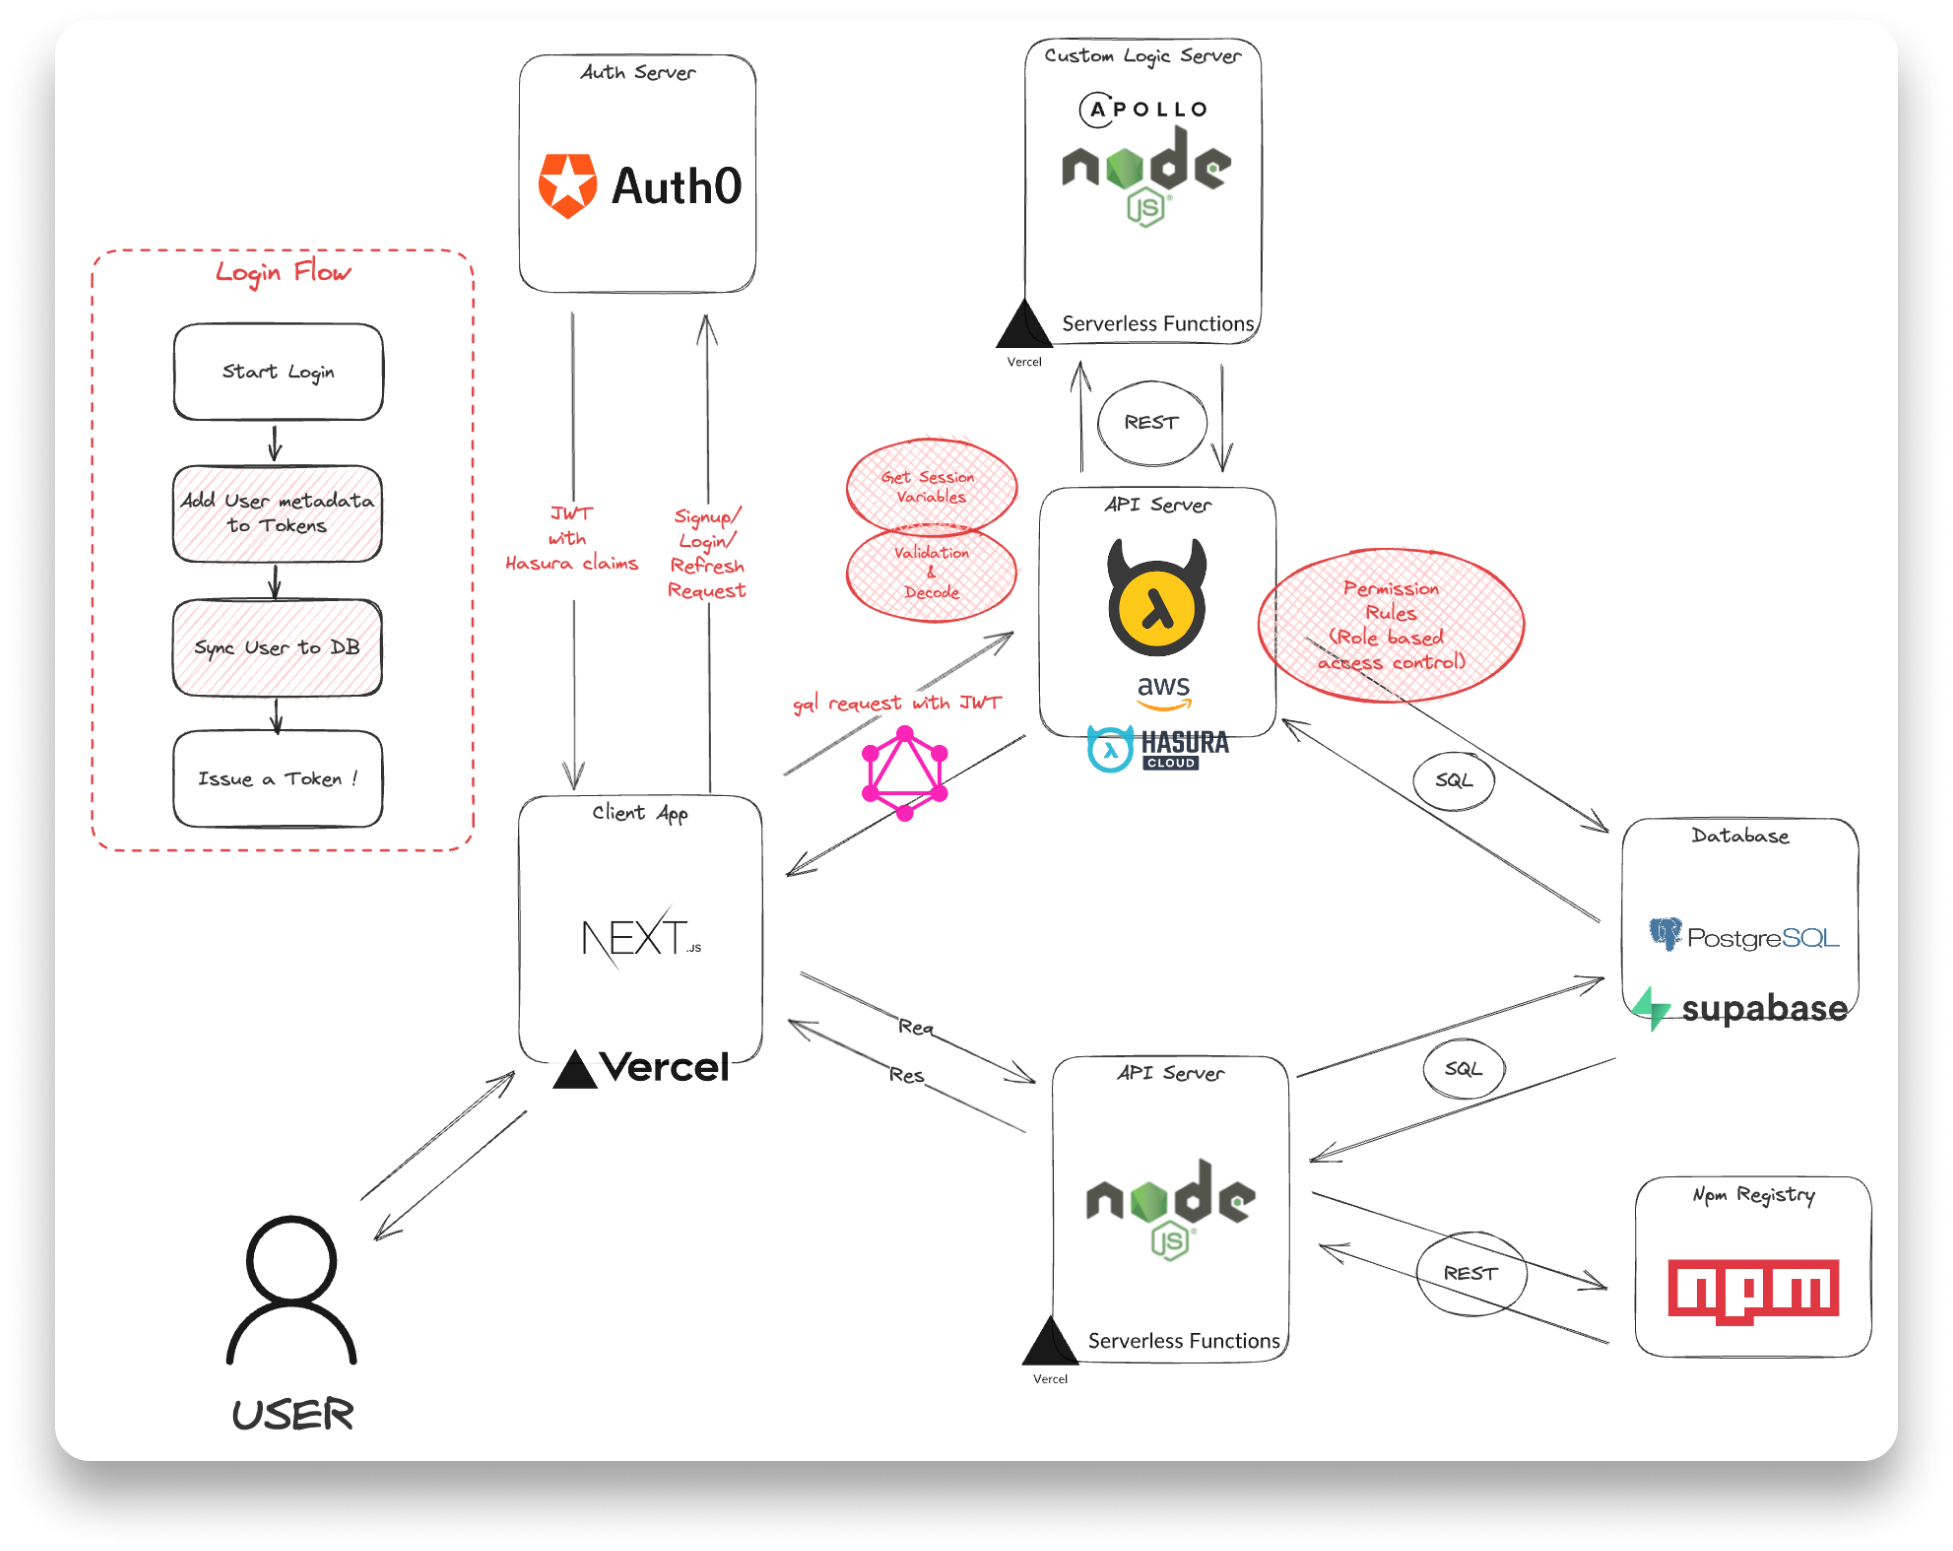 Auth Server
Auth0
Custom Logic Server
APOLLO
node
JS
Serverless Functions
Vercel
Login Flow
Start Login
Add User metadata
to Tokens
Sync User to DB
Issue a Token !
JWT
with
Hasura claims
Signup/
Login/
Refresh
Request
REST
Get Session
Variables
Validation
&
Decode
API Server
aws
HASURA
CLOUD
Permission
Rules
(Role based
access control)
gql request with JWT
SQL
Client App
NEXT.JS
Vercel
Database
PostgreSQL
supabase
Req
Res
SQL
API Server
node
JS
Serverless Functions
Vercel
REST
Npm Registry
npm
USER